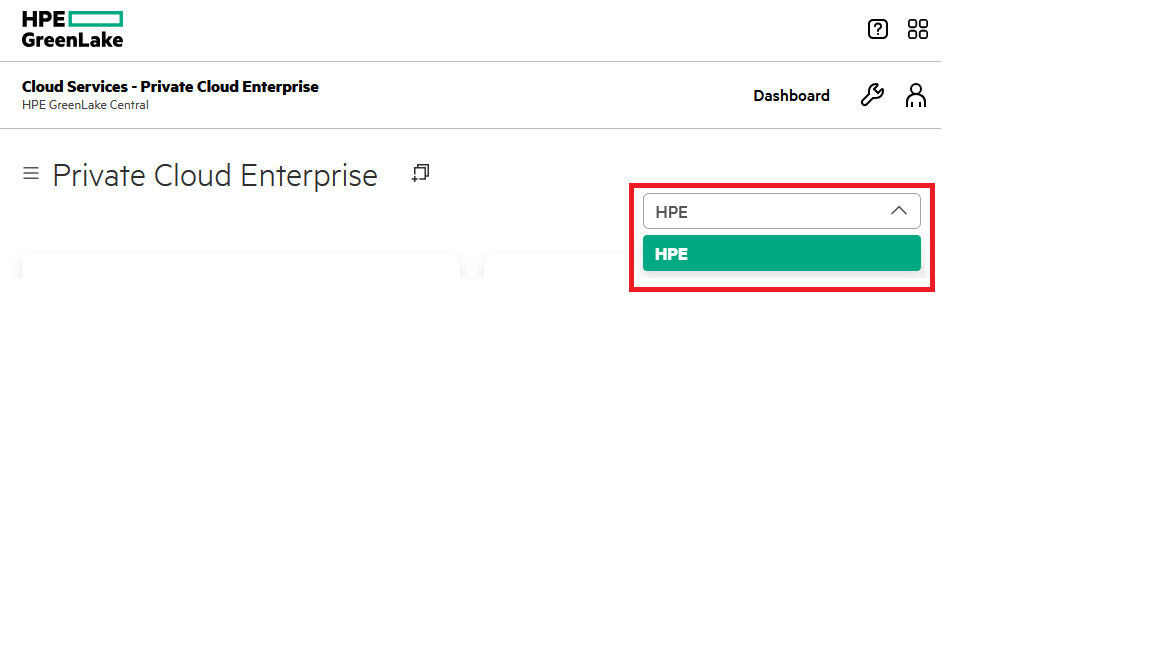 HPE
GreenLake
Cloud Services - Private Cloud Enterprise
HPE GreenLake Central
Dashboard
Private Cloud Enterprise
HPE
HPE